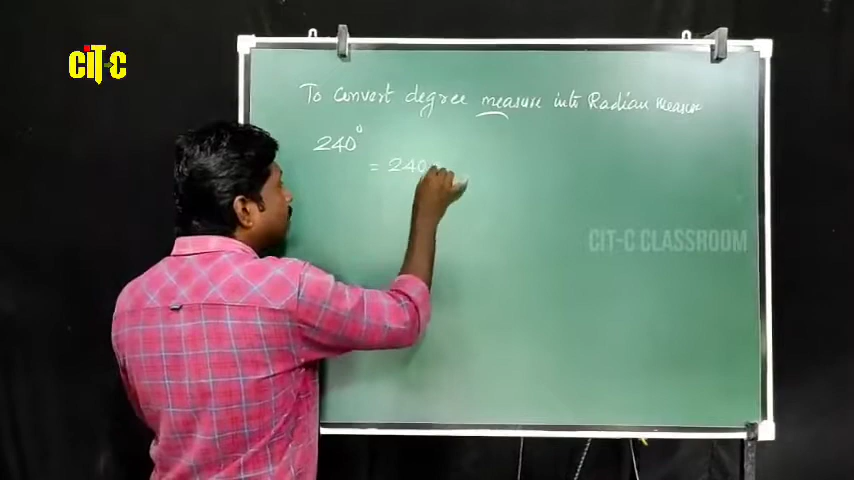 CiT-C
To Convert degree measure into Radian measure
240°
= 240
CIT-C CLASSROOM